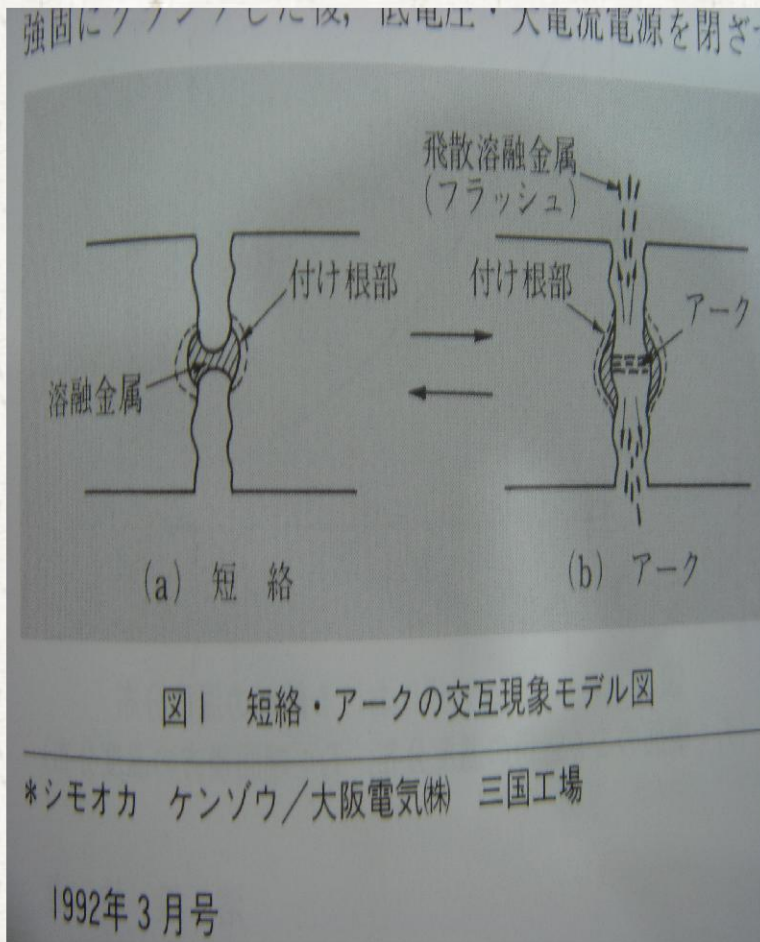 強固にクランプした後，低電圧・大電流電源を閉ざ
飛散溶融金属
(フラッシュ)
付け根部
付け根部
アーク
溶融金属
(a) 短 絡
(b) アーク
図1 短絡・アークの交互現象モデル図
*シモオカ ケンゾウ/大阪電気㈱ 三国工場
1992年3月号